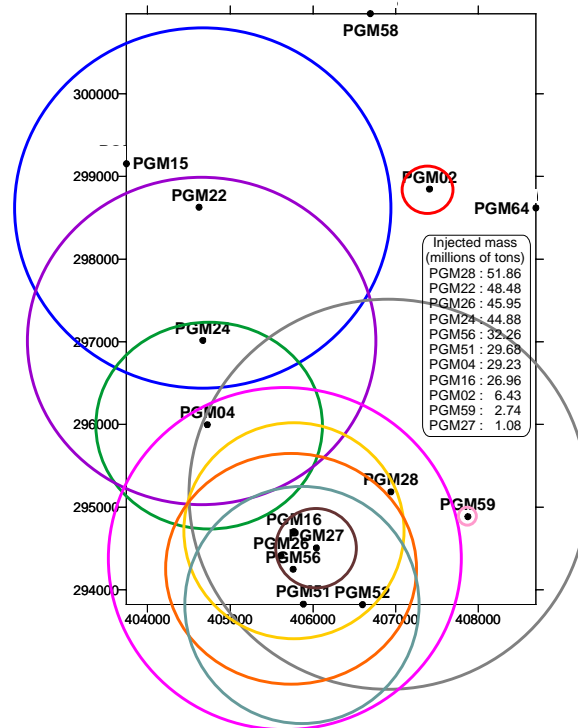 PGM58
300000
PGM15
299000
PGM02
PGM22
PGM64
298000
Injected mass
(millions of tons)
PGM28 : 51.86
PGM22 : 48.48
PGM26 : 45.95
PGM24 : 44.88
PGM56 : 32.26
PGM51 : 29.68
PGM04 : 29.23
PGM16 : 26.96
PGM02 : 6.43
PGM59 : 2.74
PGM27 : 1.08
297000
PGM24
296000
PGM04
PGM28
295000
PGM59
PGM16
PGM27
PGM26
PGM56
294000
PGM51
PGM52
404000 405000 406000 407000 408000